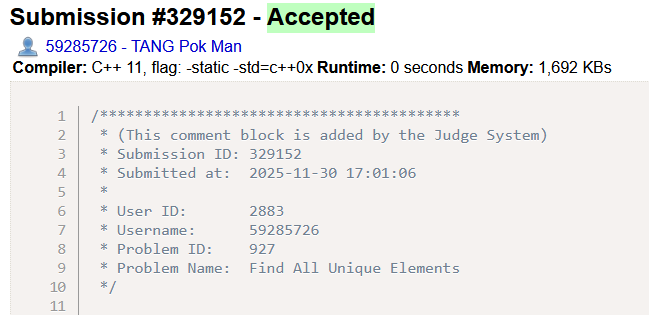 Submission #329152 - Accepted
59285726 - TANG Pok Man
Compiler: C++ 11, flag: -static -std=c++0x Runtime: 0 seconds Memory: 1,692 KBs
1 /*****************************************
2 * (This comment block is added by the Judge System)
3 * Submission ID: 329152
4 * Submitted at:  2025-11-30 17:01:06
5 *
6 * User ID:       2883
7 * Username:      59285726
8 * Problem ID:    927
9 * Problem Name:  Find All Unique Elements
10 */
11